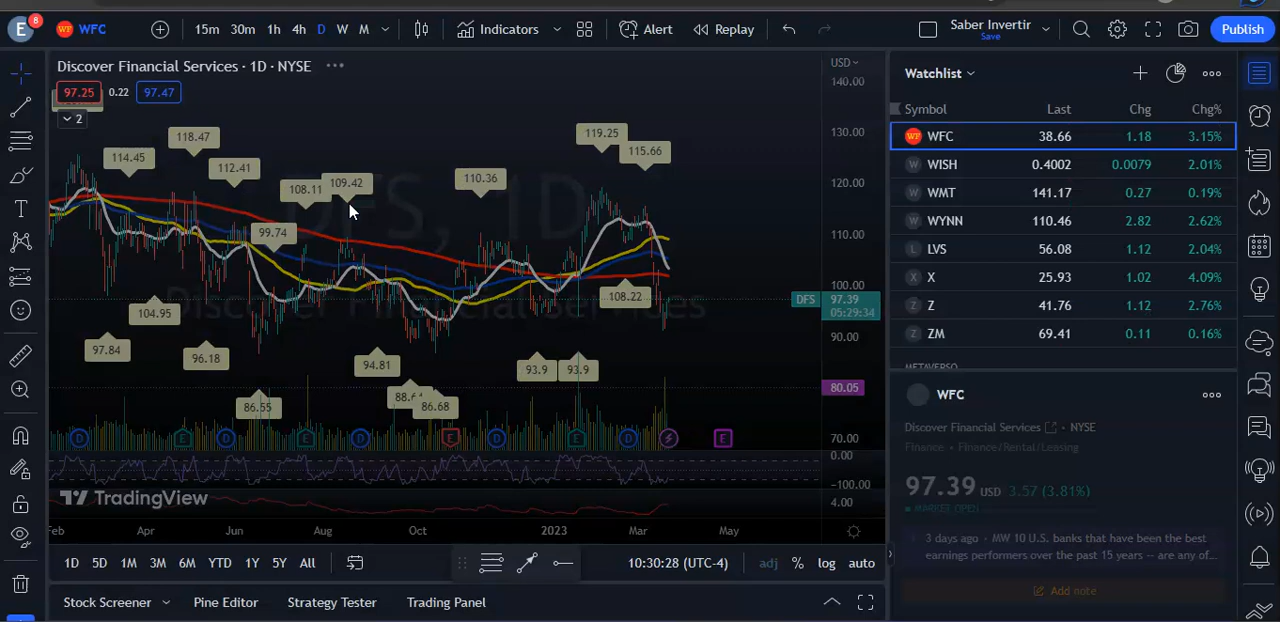 E 8 WF WFC 15m 30m 1h 4h D W M Indicators Alert Replay Saber Invertir Save Publish
Discover Financial Services · 1D · NYSE
97.25 0.22 97.47
2
USD
140.00
130.00
120.00
110.00
100.00
90.00
70.00
0.00
-100.00
4.00
118.47
114.45
112.41
108.11
109.42
99.74
110.36
119.25
115.66
104.95
97.84
96.18
86.55
94.81
88.64
86.68
93.9
93.9
108.22
DFS, 1D
Discover Financial Services
DFS 97.39
05:29:34
80.05
D E D E D E D E D E
TradingView
Feb Apr Jun Aug Oct 2023 Mar May
1D 5D 1M 3M 6M YTD 1Y 5Y All 10:30:28 (UTC-4) adj % log auto
Stock Screener Pine Editor Strategy Tester Trading Panel
Watchlist
Symbol Last Chg Chg%
WF WFC 38.66 1.18 3.15%
W WISH 0.4002 0.0079 2.01%
W WMT 141.17 0.27 0.19%
W WYNN 110.46 2.82 2.62%
L LVS 56.08 1.12 2.04%
X X 25.93 1.02 4.09%
Z Z 41.76 1.12 2.76%
Z ZM 69.41 0.11 0.16%
METAVERSO
WFC
Discover Financial Services · NYSE
Finance · Finance/Rental/Leasing
97.39 USD 3.57 (3.81%)
MARKET OPEN
3 days ago · MW 10 U.S. banks that have been the best
earnings performers over the past 15 years -- are any of...
Add note